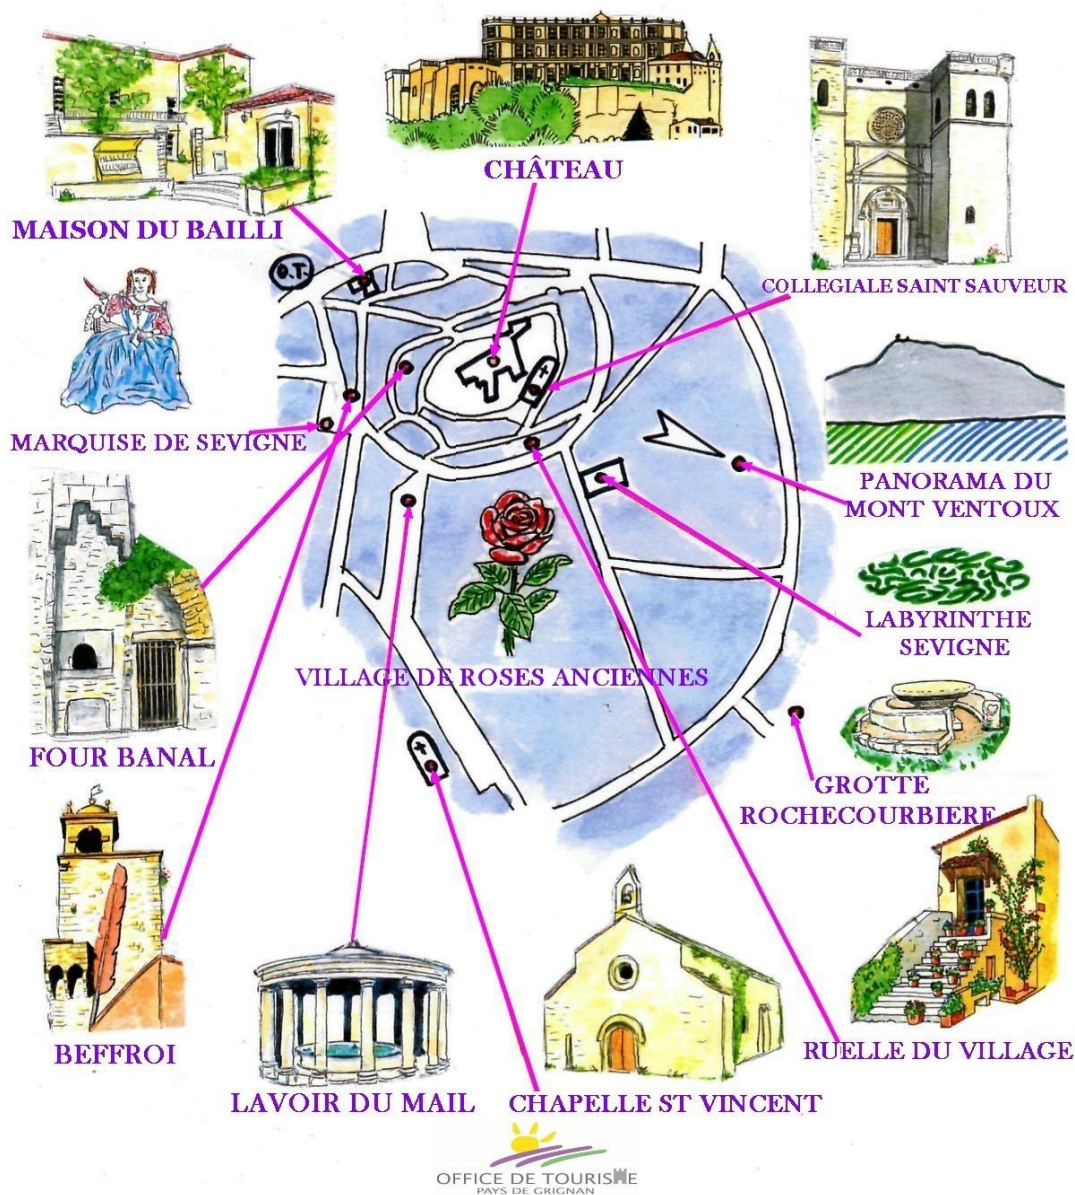 CHÂTEAU
MAISON DU BAILLI
O.T.
COLLEGIALE SAINT SAUVEUR
MARQUISE DE SEVIGNE
PANORAMA DU
MONT VENTOUX
LABYRINTHE
SEVIGNE
VILLAGE DE ROSES ANCIENNES
FOUR BANAL
GROTTE
ROCHECOURBIERE
BEFFROI
RUELLE DU VILLAGE
LAVOIR DU MAIL
CHAPELLE ST VINCENT
OFFICE DE TOURISME
PAYS DE GRIGNAN